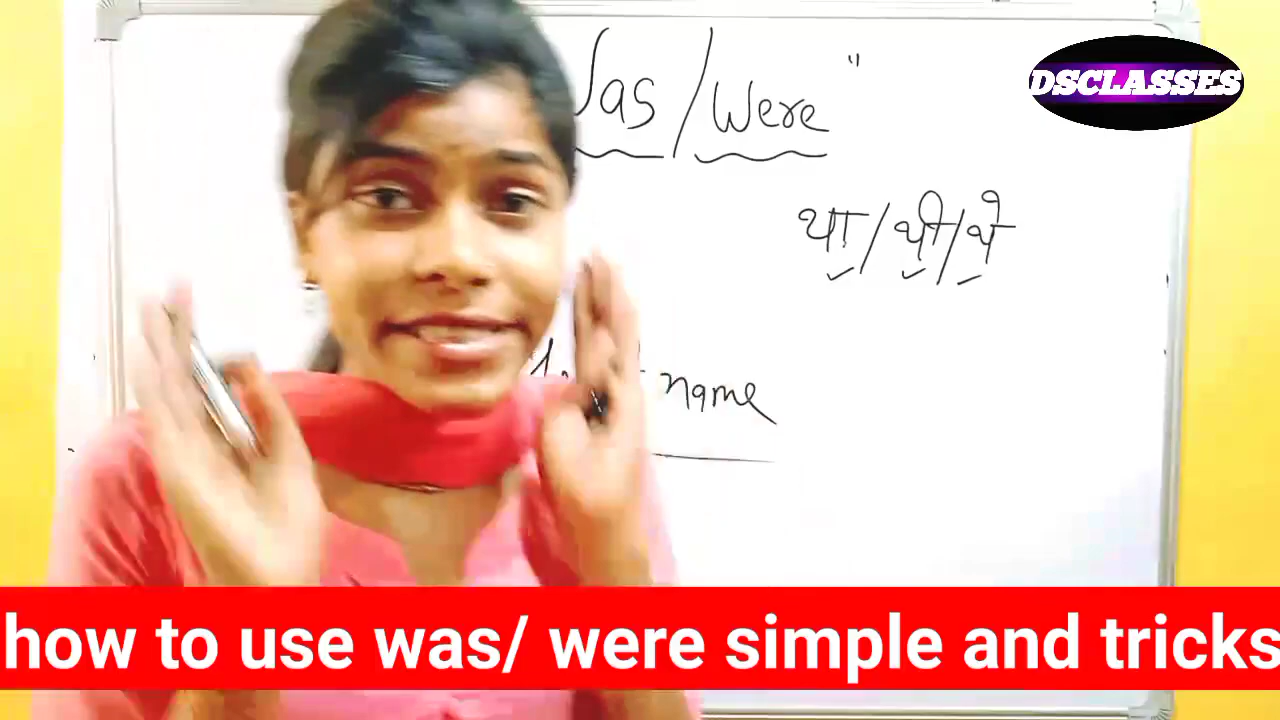 Was/Were "
DSCLASSES
था/थी/थे
name
how to use was/ were simple and tricks